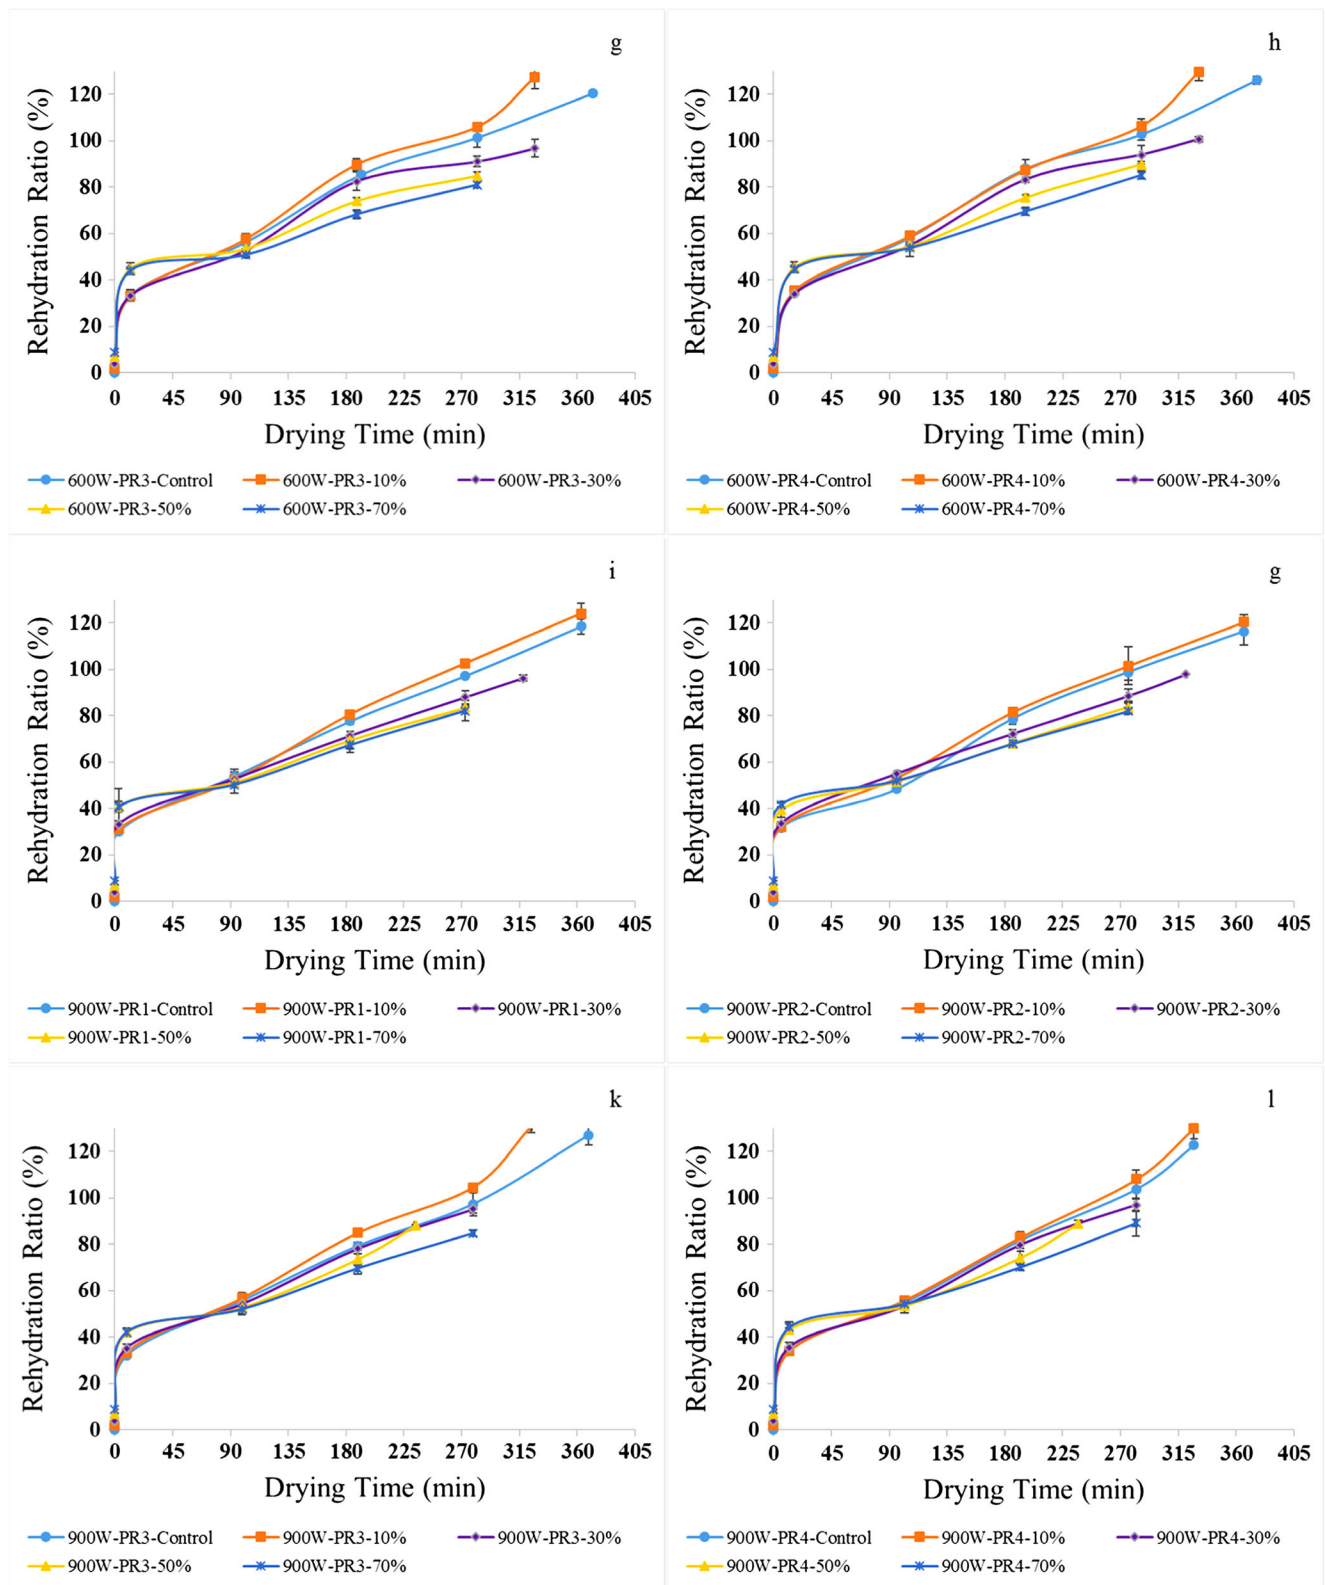 g
Rehydration Ratio (%)
120
100
80
60
40
20
0
0 45 90 135 180 225 270 315 360 405
Drying Time (min)
600W-PR3-Control 600W-PR3-10% 600W-PR3-30%
600W-PR3-50% 600W-PR3-70%
h
Rehydration Ratio (%)
120
100
80
60
40
20
0
0 45 90 135 180 225 270 315 360 405
Drying Time (min)
600W-PR4-Control 600W-PR4-10% 600W-PR4-30%
600W-PR4-50% 600W-PR4-70%
i
Rehydration Ratio (%)
120
100
80
60
40
20
0
0 45 90 135 180 225 270 315 360 405
Drying Time (min)
900W-PR1-Control 900W-PR1-10% 900W-PR1-30%
900W-PR1-50% 900W-PR1-70%
g
Rehydration Ratio (%)
120
100
80
60
40
20
0
0 45 90 135 180 225 270 315 360 405
Drying Time (min)
900W-PR2-Control 900W-PR2-10% 900W-PR2-30%
900W-PR2-50% 900W-PR2-70%
k
Rehydration Ratio (%)
120
100
80
60
40
20
0
0 45 90 135 180 225 270 315 360 405
Drying Time (min)
900W-PR3-Control 900W-PR3-10% 900W-PR3-30%
900W-PR3-50% 900W-PR3-70%
l
Rehydration Ratio (%)
120
100
80
60
40
20
0
0 45 90 135 180 225 270 315 360 405
Drying Time (min)
900W-PR4-Control 900W-PR4-10% 900W-PR4-30%
900W-PR4-50% 900W-PR4-70%